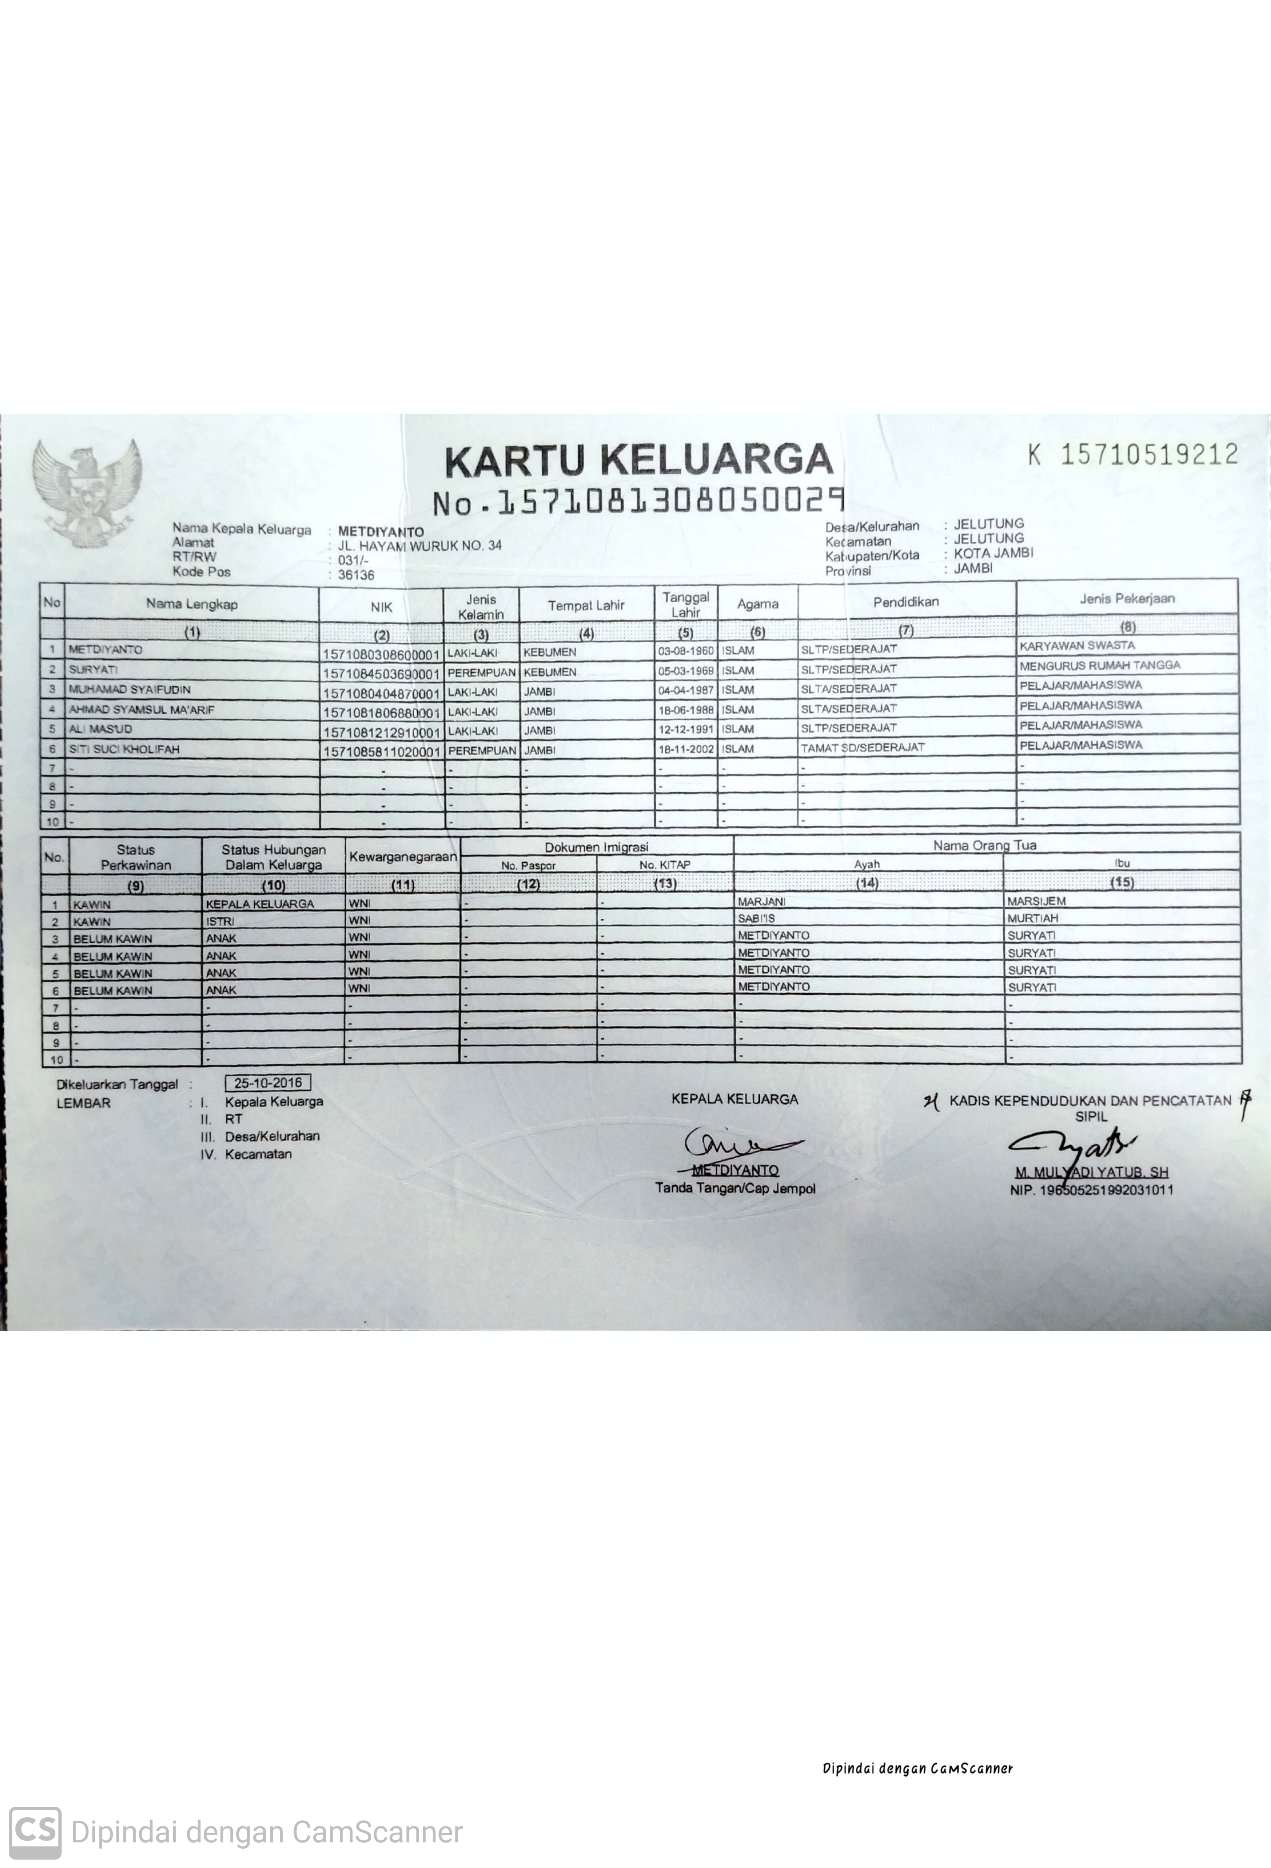 KARTU KELUARGA
K 15710519212
No.1571081308050029
Nama Kepala Keluarga : METDIYANTO
Alamat : JL. HAYAM WURUK NO. 34
RT/RW : 031/-
Kode Pos : 36136
Desa/Kelurahan : JELUTUNG
Kecamatan : JELUTUNG
Kabupaten/Kota : KOTA JAMBI
Provinsi : JAMBI
No Nama Lengkap NIK Jenis Kelamin Tempat Lahir Tanggal Lahir Agama Pendidikan Jenis Pekerjaan
(1) (2) (3) (4) (5) (6) (7) (8)
1 METDIYANTO 1571080308600001 LAKI-LAKI KEBUMEN 03-08-1960 ISLAM SLTP/SEDERAJAT KARYAWAN SWASTA
2 SURYATI 1571084503690001 PEREMPUAN KEBUMEN 05-03-1969 ISLAM SLTP/SEDERAJAT MENGURUS RUMAH TANGGA
3 MUHAMAD SYAIFUDIN 1571080404870001 LAKI-LAKI JAMBI 04-04-1987 ISLAM SLTA/SEDERAJAT PELAJAR/MAHASISWA
4 AHMAD SYAMSUL MA'ARIF 1571081806880001 LAKI-LAKI JAMBI 18-06-1988 ISLAM SLTA/SEDERAJAT PELAJAR/MAHASISWA
5 ALI MAS'UD 1571081212910001 LAKI-LAKI JAMBI 12-12-1991 ISLAM SLTP/SEDERAJAT PELAJAR/MAHASISWA
6 SITI SUCI KHOLIFAH 1571085811020001 PEREMPUAN JAMBI 18-11-2002 ISLAM TAMAT SD/SEDERAJAT PELAJAR/MAHASISWA
7 - - - - - - - -
8 - - - - - - - -
9 - - - - - - - -
10 - - - - - - - -
No. Status Perkawinan Status Hubungan Dalam Keluarga Kewarganegaraan Dokumen Imigrasi Nama Orang Tua
No. Paspor No. KITAP Ayah Ibu
(9) (10) (11) (12) (13) (14) (15)
1 KAWIN KEPALA KELUARGA WNI - - MARJANI MARSIJEM
2 KAWIN ISTRI WNI - - SABI'IS MURTIAH
3 BELUM KAWIN ANAK WNI - - METDIYANTO SURYATI
4 BELUM KAWIN ANAK WNI - - METDIYANTO SURYATI
5 BELUM KAWIN ANAK WNI - - METDIYANTO SURYATI
6 BELUM KAWIN ANAK WNI - - METDIYANTO SURYATI
7 - - - - - - -
8 - - - - - - -
9 - - - - - - -
10 - - - - - - -
Dikeluarkan Tanggal : 25-10-2016
LEMBAR : I. Kepala Keluarga
II. RT
III. Desa/Kelurahan
IV. Kecamatan
KEPALA KELUARGA
METDIYANTO
Tanda Tangan/Cap Jempol
KADIS KEPENDUDUKAN DAN PENCATATAN
SIPIL
M. MULYADI YATUB. SH
NIP. 196505251992031011
Dipindai dengan CamScanner
CS Dipindai dengan CamScanner